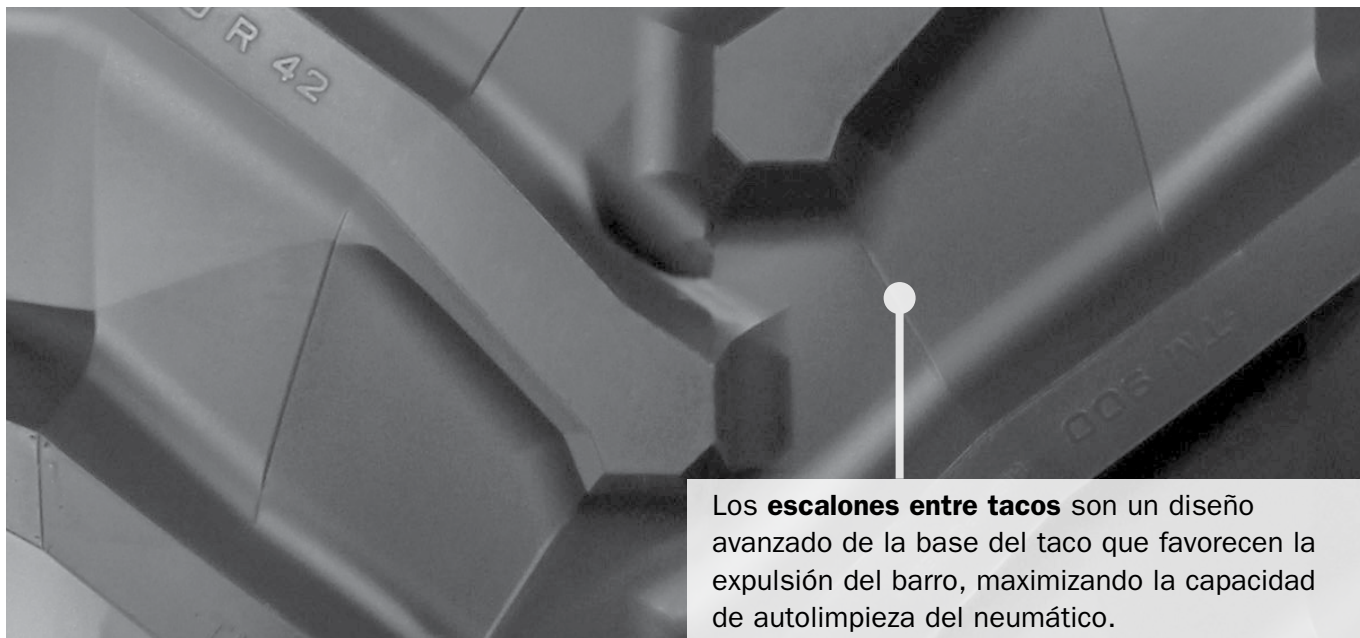 R 42
Los escalones entre tacos son un diseño
avanzado de la base del taco que favorecen la
expulsión del barro, maximizando la capacidad
de autolimpieza del neumático.